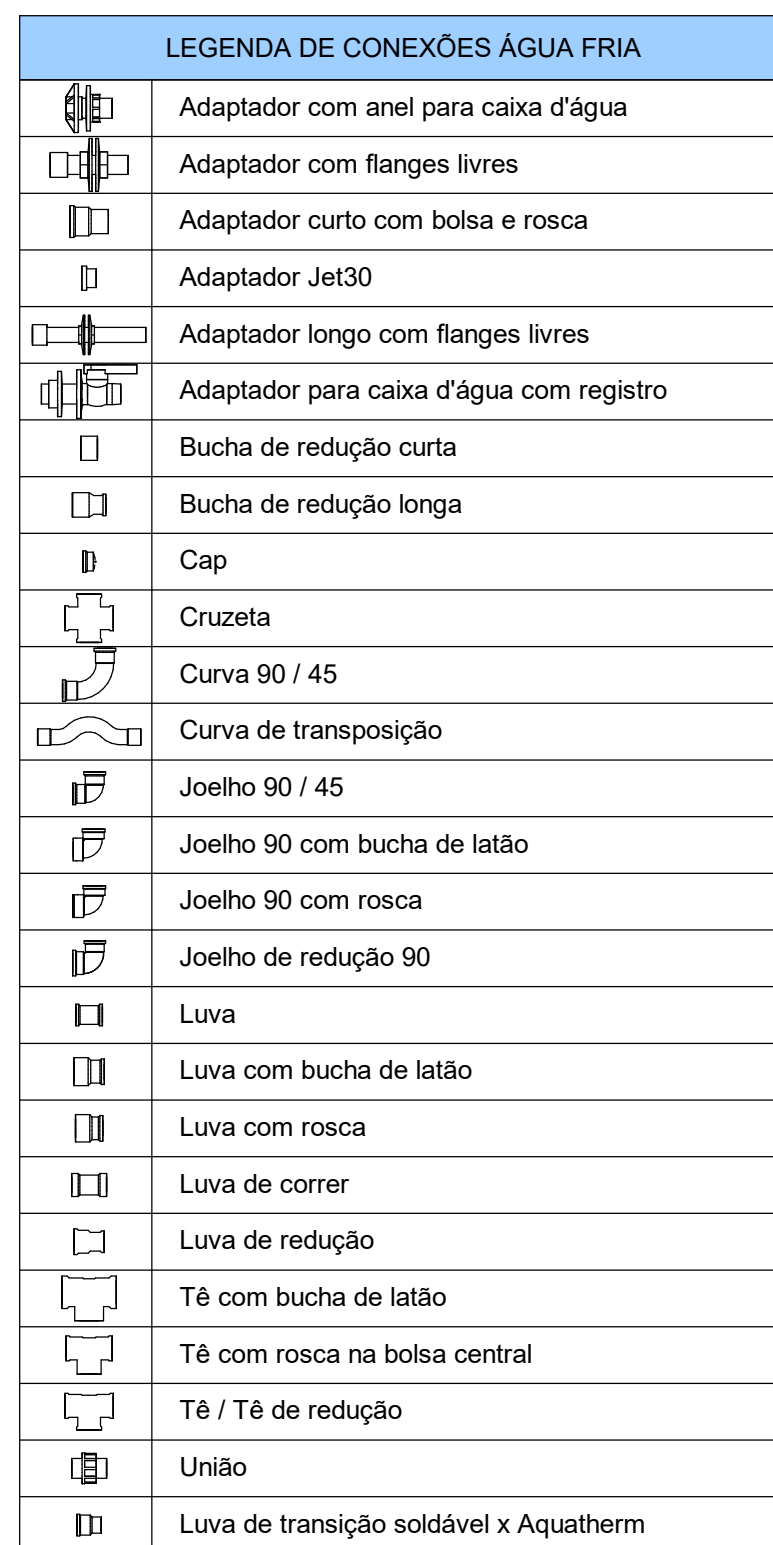 LEGENDA DE CONEXÕES ÁGUA FRIA
Adaptador com anel para caixa d'água
Adaptador com flanges livres
Adaptador curto com bolsa e rosca
Adaptador Jet30
Adaptador longo com flanges livres
Adaptador para caixa d'água com registro
Bucha de redução curta
Bucha de redução longa
Cap
Cruzeta
Curva 90 / 45
Curva de transposição
Joelho 90 / 45
Joelho 90 com bucha de latão
Joelho 90 com rosca
Joelho de redução 90
Luva
Luva com bucha de latão
Luva com rosca
Luva de correr
Luva de redução
Tê com bucha de latão
Tê com rosca na bolsa central
Tê / Tê de redução
União
Luva de transição soldável x Aquatherm